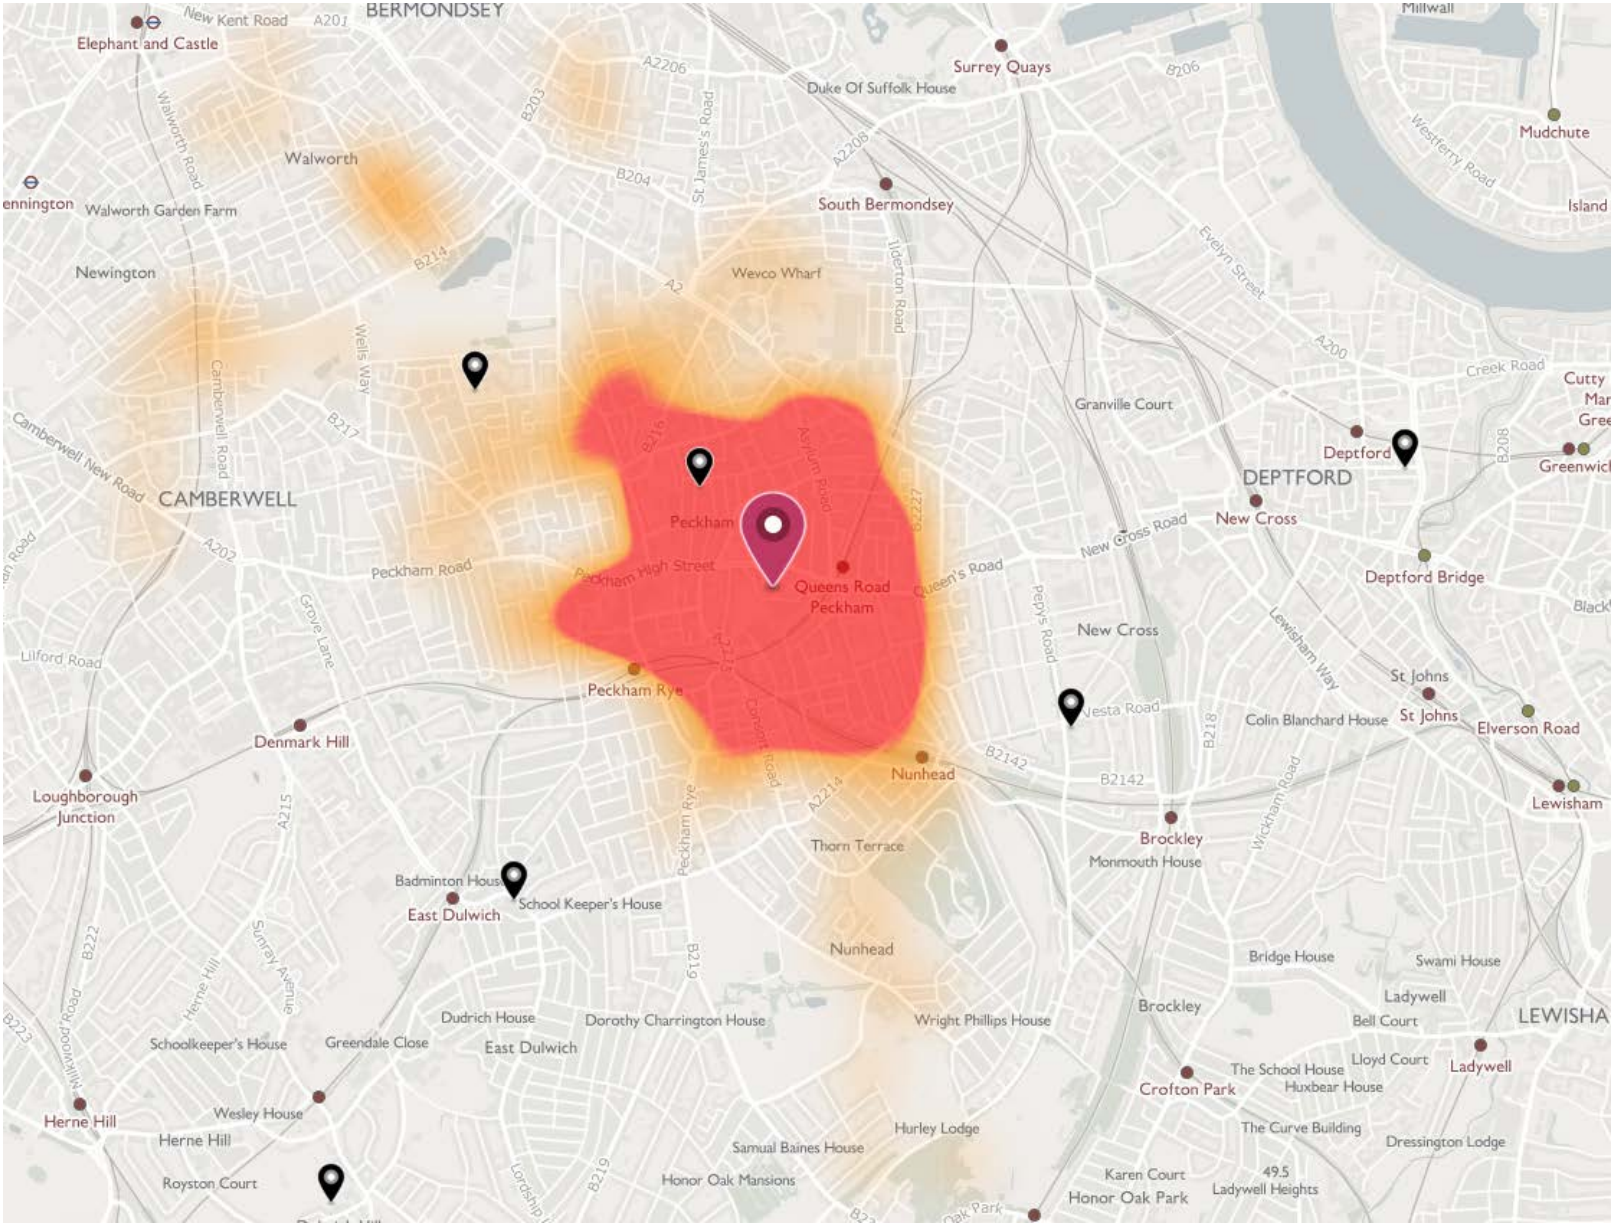 BERMONDSEY
Millwall
New Kent Road
A201
Elephant and Castle
A2206
Surrey Quays
B206
Duke Of Suffolk House
B203
Walworth Road
St James's Road
A2208
Mudchute
Westferry Road
Walworth
B204
South Bermondsey
ennington
Walworth Garden Farm
Island
B214
Ilderton Road
Evelyn Street
Newington
Wevco Wharf
A2
A200
Wells Way
Creek Road
Camberwell Road
Cutty
Mar
Gree
Granville Court
B217
B216
Asylum Road
Camberwell New Road
Deptford
B208
Greenwich
CAMBERWELL
DEPTFORD
B2227
New Cross
Peckham
A202
New Cross Road
Peckham Road
Peckham High Street
Queens Road
Peckham
Queen's Road
Deptford Bridge
Black
Grove Lane
Pepys Road
New Cross
Lewisham Way
Lilford Road
A2215
St Johns
Peckham Rye
Vesta Road
B218
Colin Blanchard House
St Johns
Elverson Road
Denmark Hill
Consort Road
B2142
Nunhead
B2142
A2214
Loughborough
Junction
A215
Peckham Rye
Wickham Road
Lewisham
Brockley
Thorn Terrace
Monmouth House
Badminton House
School Keeper's House
East Dulwich
B222
Sunray Avenue
B219
Nunhead
Bridge House
Swami House
Herne Hill
Ladywell
Brockley
B223
Milkwood Road
Dudrich House
Dorothy Charrington House
Wright Phillips House
Bell Court
LEWISHA
Schoolkeeper's House
Greendale Close
East Dulwich
Lloyd Court
The School House
Ladywell
Huxbear House
Crofton Park
Herne Hill
Wesley House
Hurley Lodge
The Curve Building
Herne Hill
Samual Baines House
Dressington Lodge
Royston Court
B219
Honor Oak Mansions
Karen Court
49.5
Ladywell Heights
Honor Oak Park
Oak Park